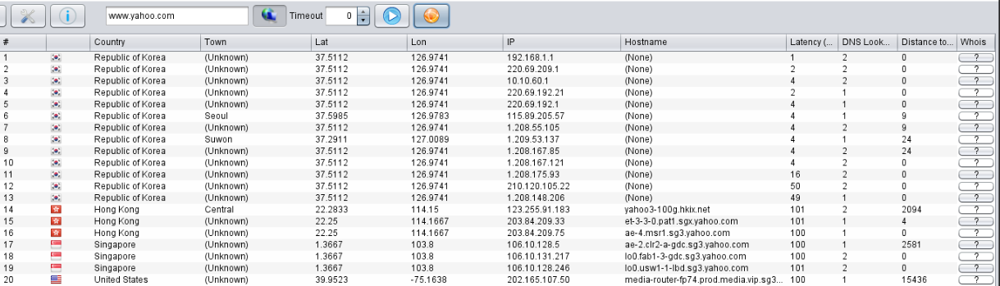 www.yahoo.com Timeout 0
# Country Town Lat Lon IP Hostname Latency (... DNS Look... Distance to... Whois
1 Republic of Korea (Unknown) 37.5112 126.9741 192.168.1.1 (None) 1 2 0 ?
2 Republic of Korea (Unknown) 37.5112 126.9741 220.69.209.1 (None) 2 2 0 ?
3 Republic of Korea (Unknown) 37.5112 126.9741 10.10.60.1 (None) 4 2 0 ?
4 Republic of Korea (Unknown) 37.5112 126.9741 220.69.192.21 (None) 2 1 0 ?
5 Republic of Korea (Unknown) 37.5112 126.9741 220.69.192.1 (None) 4 1 0 ?
6 Republic of Korea Seoul 37.5985 126.9783 115.89.205.57 (None) 4 1 9 ?
7 Republic of Korea (Unknown) 37.5112 126.9741 1.208.55.105 (None) 4 2 9 ?
8 Republic of Korea Suwon 37.2911 127.0089 1.209.53.137 (None) 4 1 24 ?
9 Republic of Korea (Unknown) 37.5112 126.9741 1.208.167.85 (None) 4 2 24 ?
10 Republic of Korea (Unknown) 37.5112 126.9741 1.208.167.121 (None) 4 2 0 ?
11 Republic of Korea (Unknown) 37.5112 126.9741 1.208.175.93 (None) 16 2 0 ?
12 Republic of Korea (Unknown) 37.5112 126.9741 210.120.105.22 (None) 50 2 0 ?
13 Republic of Korea (Unknown) 37.5112 126.9741 1.208.148.206 (None) 49 1 0 ?
14 Hong Kong Central 22.2833 114.15 123.255.91.183 yahoo3-100g.hkix.net 101 2 2094 ?
15 Hong Kong (Unknown) 22.25 114.1667 203.84.209.33 et-3-3-0.pat1.sgx.yahoo.com 101 1 4 ?
16 Hong Kong (Unknown) 22.25 114.1667 203.84.209.75 ae-4.msr1.sg3.yahoo.com 100 1 0 ?
17 Singapore (Unknown) 1.3667 103.8 106.10.128.5 ae-2.clr2-a-gdc.sg3.yahoo.com 100 1 2581 ?
18 Singapore (Unknown) 1.3667 103.8 106.10.131.217 lo0.fab1-3-gdc.sg3.yahoo.com 100 2 0 ?
19 Singapore (Unknown) 1.3667 103.8 106.10.128.246 lo0.usw1-1-lbd.sg3.yahoo.com 101 2 0 ?
20 United States (Unknown) 39.9523 -75.1638 202.165.107.50 media-router-fp74.prod.media.vip.sg3... 100 1 15436 ?